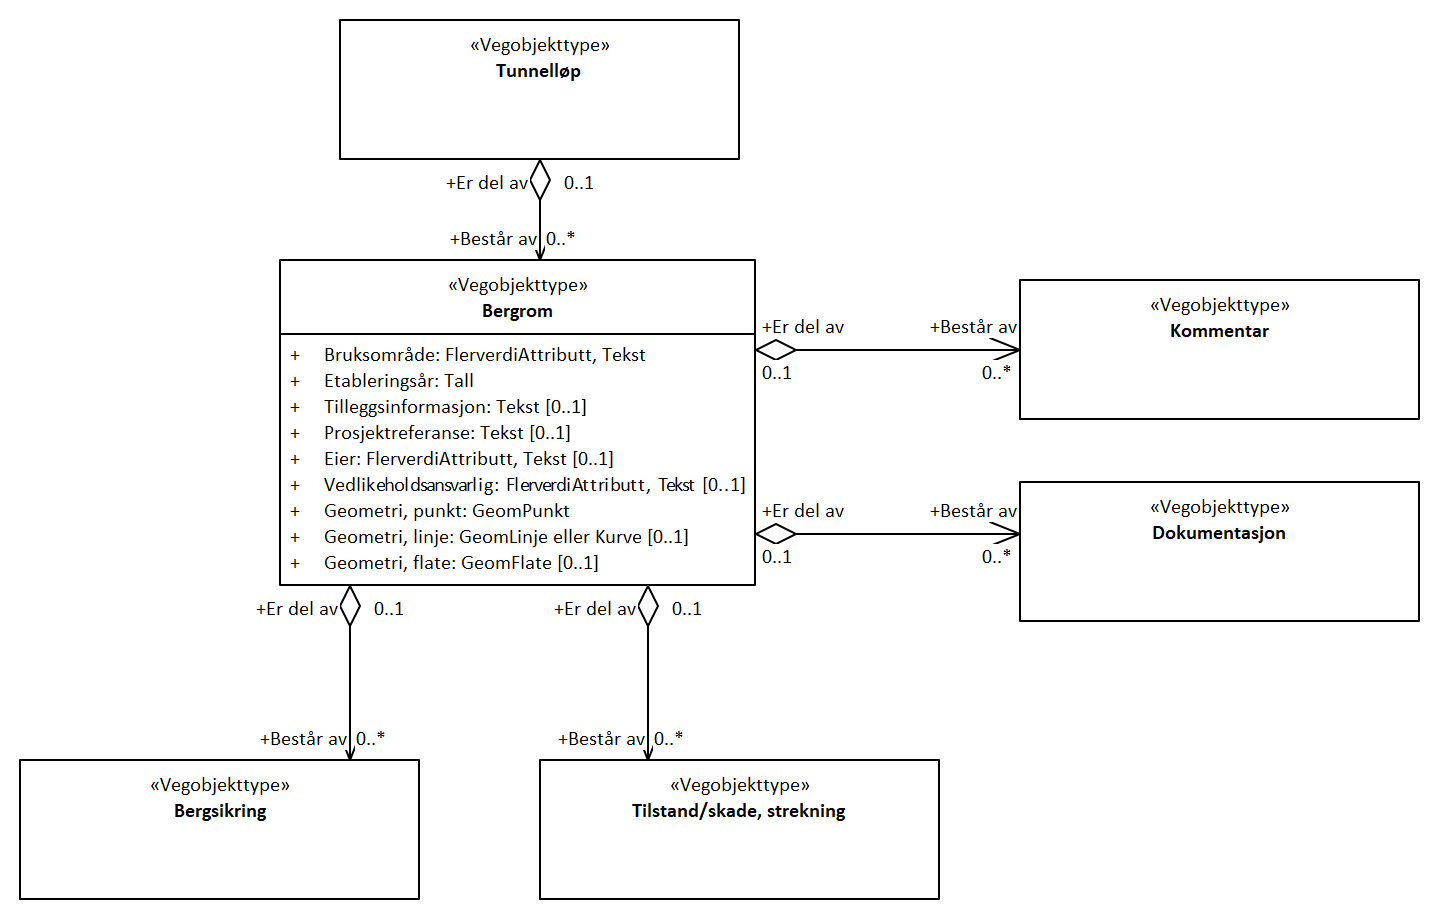 «Vegobjekttype»
Tunnelløp
+Er del av 0..1
+Består av 0..*
«Vegobjekttype»
Bergrom
+ Bruksområde: FlerverdiAttributt, Tekst
+ Etableringsår: Tall
+ Tilleggsinformasjon: Tekst [0..1]
+ Prosjektreferanse: Tekst [0..1]
+ Eier: FlerverdiAttributt, Tekst [0..1]
+ Vedlikeholdsansvarlig: FlerverdiAttributt, Tekst [0..1]
+ Geometri, punkt: GeomPunkt
+ Geometri, linje: GeomLinje eller Kurve [0..1]
+ Geometri, flate: GeomFlate [0..1]
+Er del av +Består av
0..1 0..*
«Vegobjekttype»
Kommentar
+Er del av +Består av
0..1 0..*
«Vegobjekttype»
Dokumentasjon
+Er del av 0..1
+Består av 0..*
«Vegobjekttype»
Bergsikring
+Er del av 0..1
+Består av 0..*
«Vegobjekttype»
Tilstand/skade, strekning